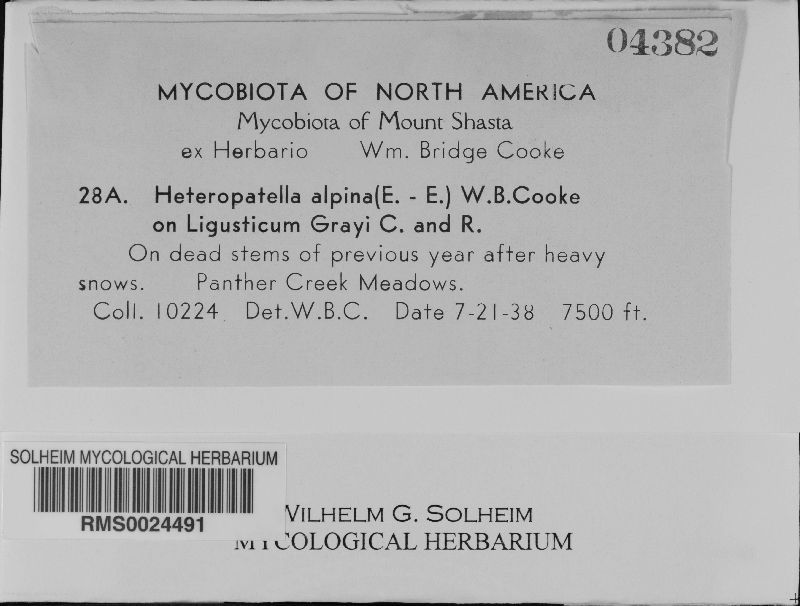 04382
MYCOBIOTA OF NORTH AMERICA
Mycobiota of Mount Shasta
ex Herbario Wm. Bridge Cooke
28A. Heteropatella alpina(E. - E.) W.B.Cooke
on Ligusticum Grayi C. and R.
On dead stems of previous year after heavy
snows. Panther Creek Meadows.
Coll. 10224 Det.W.B.C. Date 7-21-38 7500 ft.
SOLHEIM MYCOLOGICAL HERBARIUM
RMS0024491
WILHELM G. SOLHEIM
MYCOLOGICAL HERBARIUM